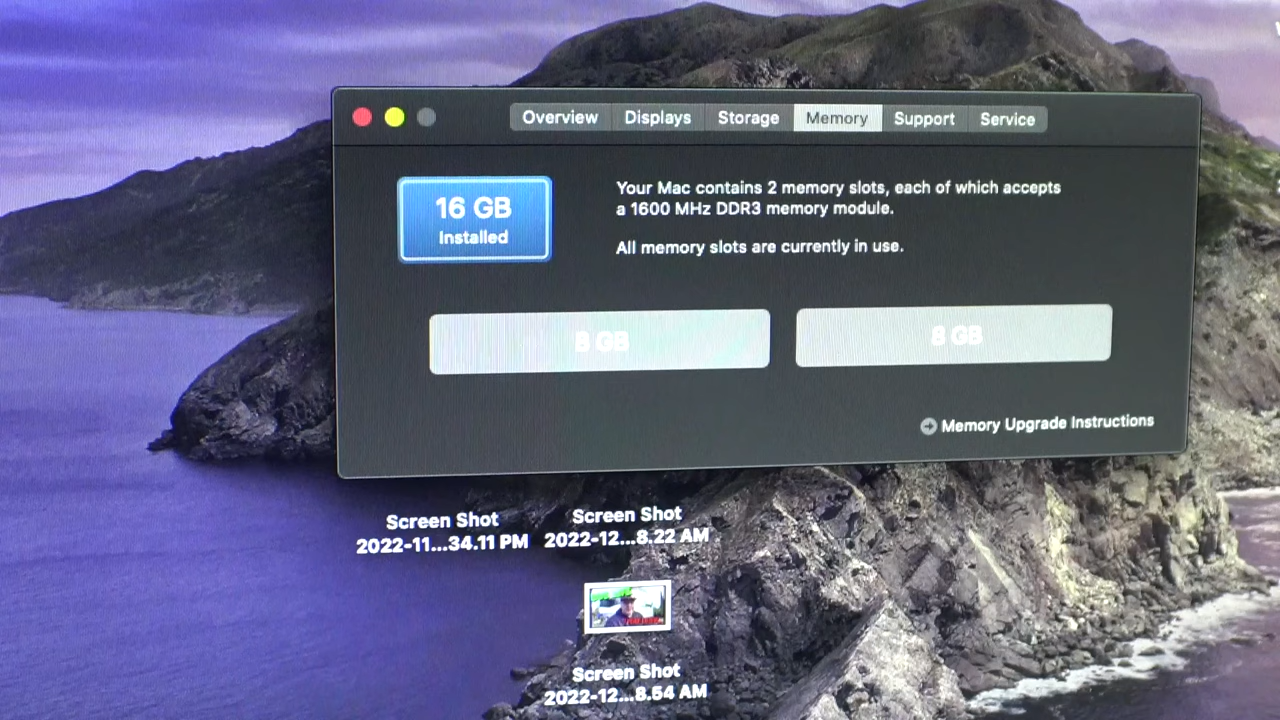 Overview Displays Storage Memory Support Service
16 GB
Installed
Your Mac contains 2 memory slots, each of which accepts
a 1600 MHz DDR3 memory module.
All memory slots are currently in use.
8 GB
8 GB
Memory Upgrade Instructions
Screen Shot
2022-11...34.11 PM
Screen Shot
2022-12...8.22 AM
Screen Shot
2022-12...8.54 AM